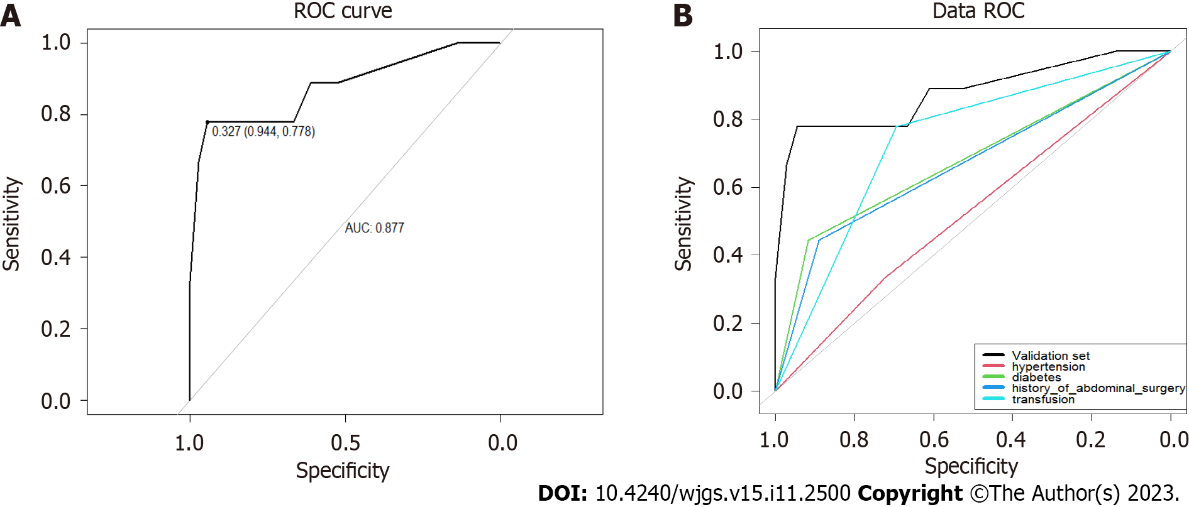 A
ROC curve
1.0
0.8
0.6
0.4
0.2
0.0
Sensitivity
0.327 (0.944, 0.778)
AUC: 0.877
1.0 0.5 0.0
Specificity
B
Data ROC
1.0
0.8
0.6
0.4
0.2
0.0
Sensitivity
Validation set
hypertension
diabetes
history_of_abdominal_surgery
transfusion
1.0 0.8 0.6 0.4 0.2 0.0
Specificity
DOI: 10.4240/wjgs.v15.i11.2500 Copyright ©The Author(s) 2023.